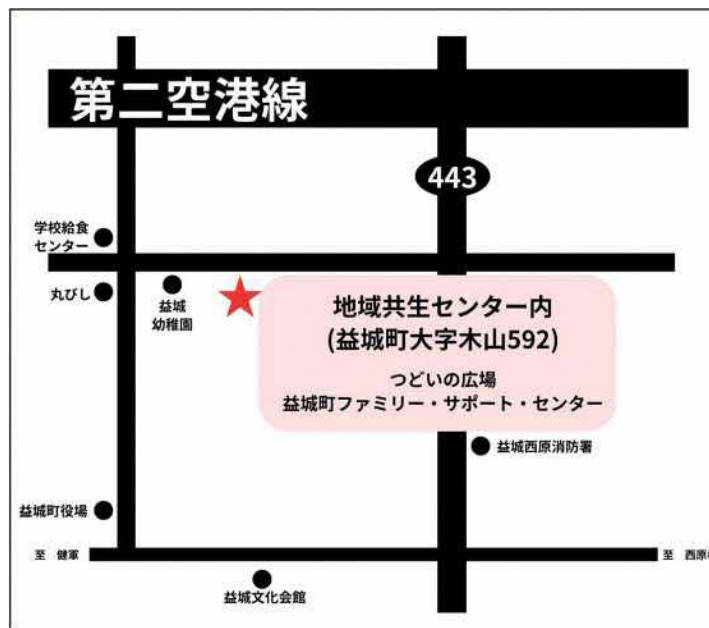 第二空港線
443
学校給食
センター
丸びし
益城
幼稚園
地域共生センター内
(益城町大字木山592)
つどいの広場
益城町ファミリー・サポート・センター
益城西原消防署
益城町役場
至 健軍
至 西原
益城文化会館